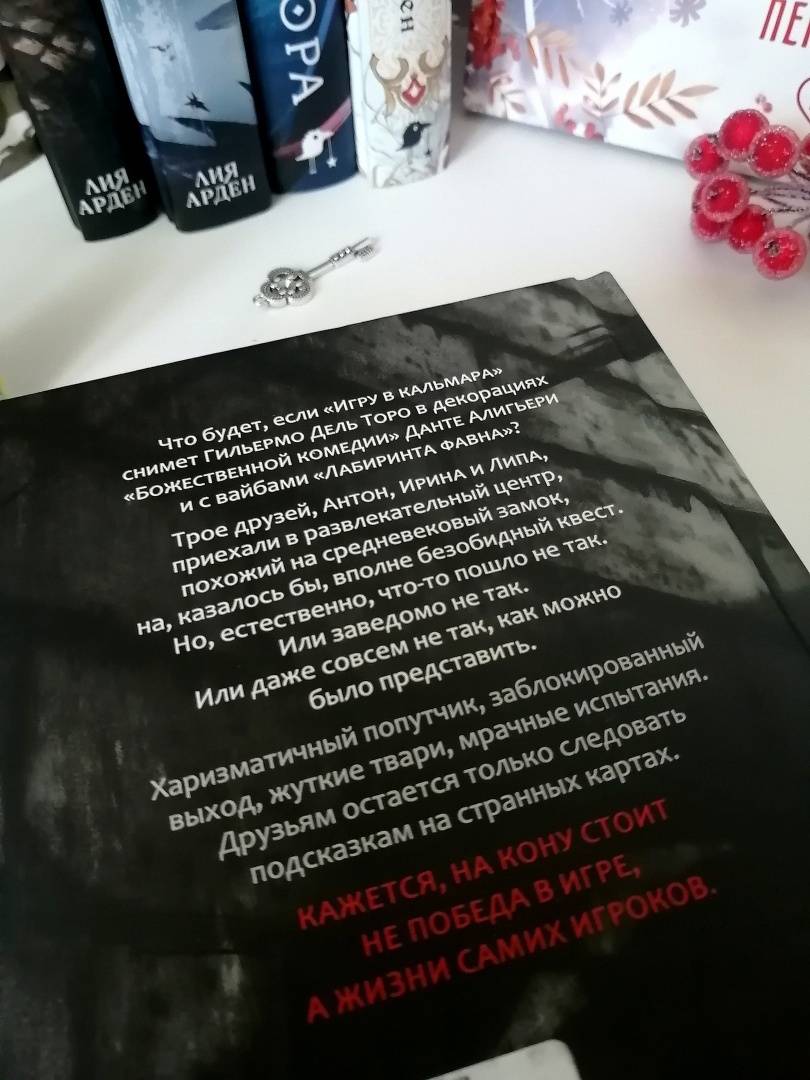 ЛИЯ
АРДЕН
ЛИЯ
АРДЕН
ОРА
Что будет, если «Игру в кальмара»
снимет Гильермо Дель Торо в декорациях
«Божественной комедии» Данте Алигьери
и с вайбами «Лабиринта Фавна»?
Трое друзей, Антон, Ирина и Липа,
приехали в развлекательный центр,
похожий на средневековый замок,
на, казалось бы, вполне безобидный квест.
Но, естественно, что-то пошло не так.
Или заведомо не так.
Или даже совсем не так, как можно
было представить.
Харизматичный попутчик, заблокированный
выход, жуткие твари, мрачные испытания.
Друзьям остается только следовать
подсказкам на странных картах.
КАЖЕТСЯ, НА КОНУ СТОИТ
НЕ ПОБЕДА В ИГРЕ,
А ЖИЗНИ САМИХ ИГРОКОВ.